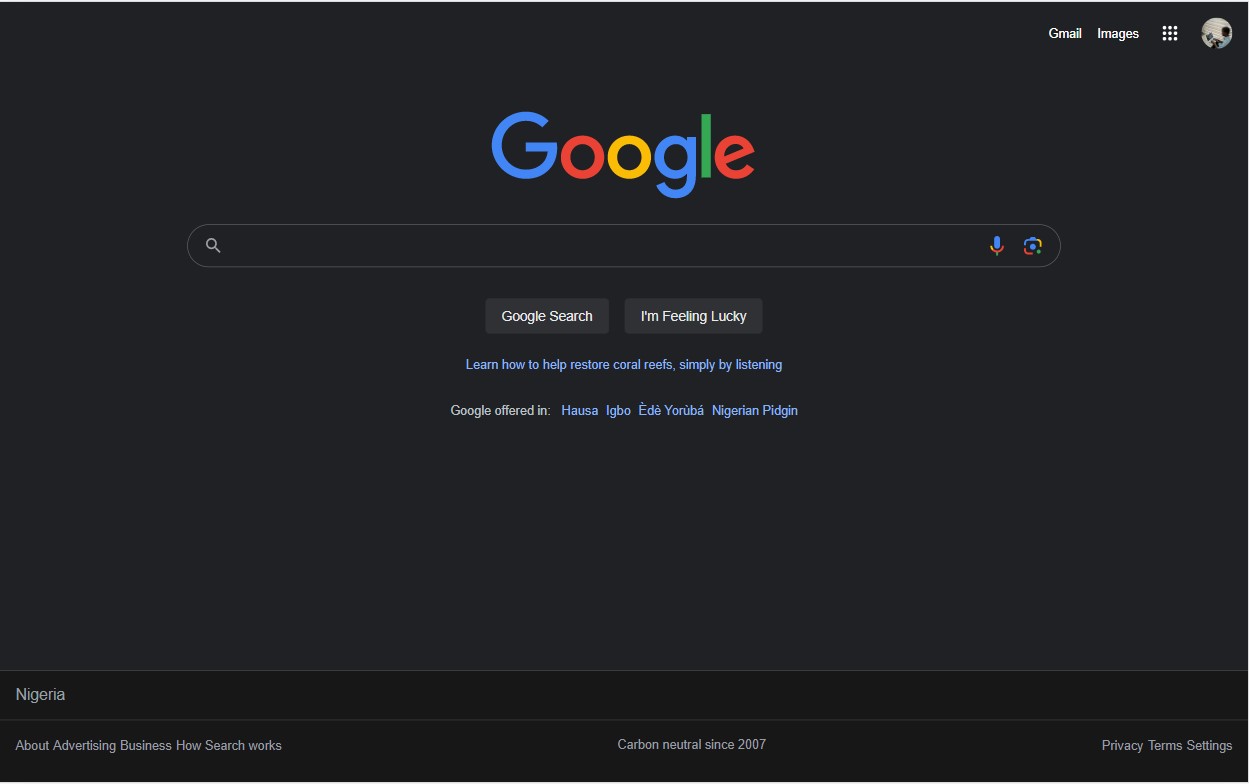 Gmail Images
Google
Google Search I'm Feeling Lucky
Learn how to help restore coral reefs, simply by listening
Google offered in: Hausa Igbo Èdè Yorùbá Nigerian Pidgin
Nigeria
About Advertising Business How Search works Carbon neutral since 2007 Privacy Terms Settings